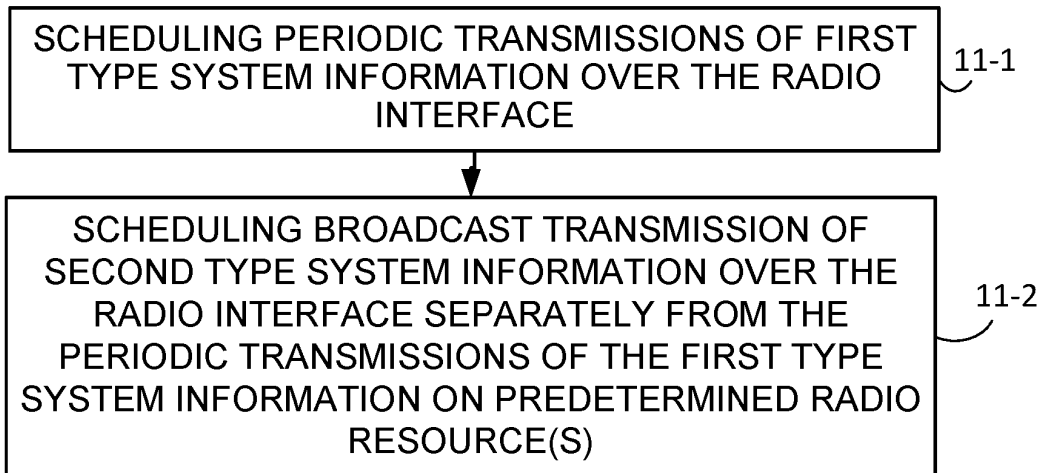 SCHEDULING PERIODIC TRANSMISSIONS OF FIRST
TYPE SYSTEM INFORMATION OVER THE RADIO
INTERFACE
11-1
SCHEDULING BROADCAST TRANSMISSION OF
SECOND TYPE SYSTEM INFORMATION OVER THE
RADIO INTERFACE SEPARATELY FROM THE
PERIODIC TRANSMISSIONS OF THE FIRST TYPE
SYSTEM INFORMATION ON PREDETERMINED RADIO
RESOURCE(S)
11-2